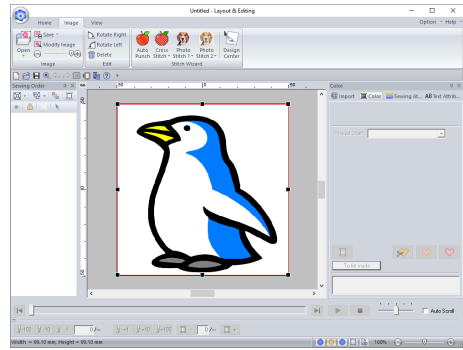 Untitled - Layout & Editing
Home Image View
Option Help
Open
Save
Modify Image
Image
Rotate Right
Rotate Left
Delete
Edit
Auto Punch
Cross Stitch
Photo Stitch 1
Photo Stitch 2
Stitch Wizard
Design Center
Sewing Order
Color
Import Color Sewing At... AB Text Attrib...
Thread Chart
To list mode
Auto Scroll
Width = 99.10 mm; Height = 99.10 mm
100%